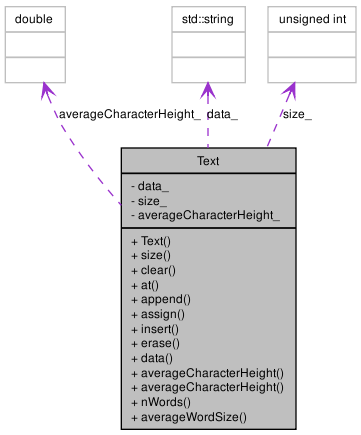 double
std::string
unsigned int
averageCharacterHeight_
data_
size_
Text
- data_
- size_
- averageCharacterHeight_
+ Text()
+ size()
+ clear()
+ at()
+ append()
+ assign()
+ insert()
+ erase()
+ data()
+ averageCharacterHeight()
+ averageCharacterHeight()
+ nWords()
+ averageWordSize()